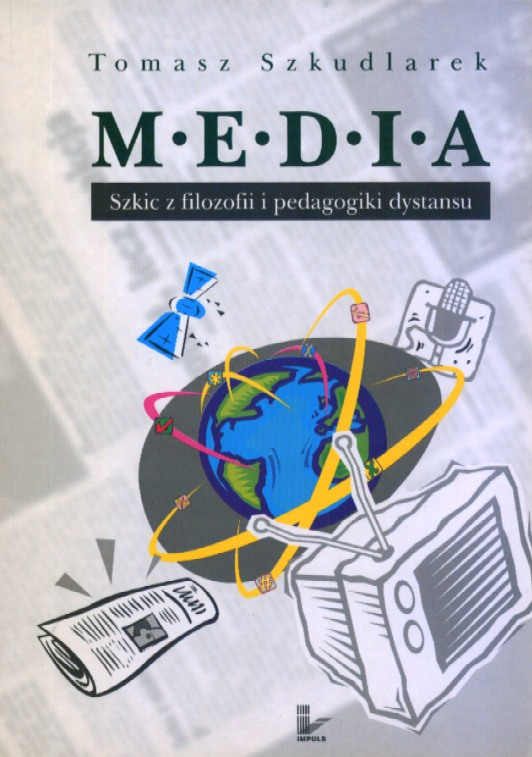 Tomasz Szkudlarek
M·E·D·I·A
Szkic z filozofii i pedagogiki dystansu
IMPULS